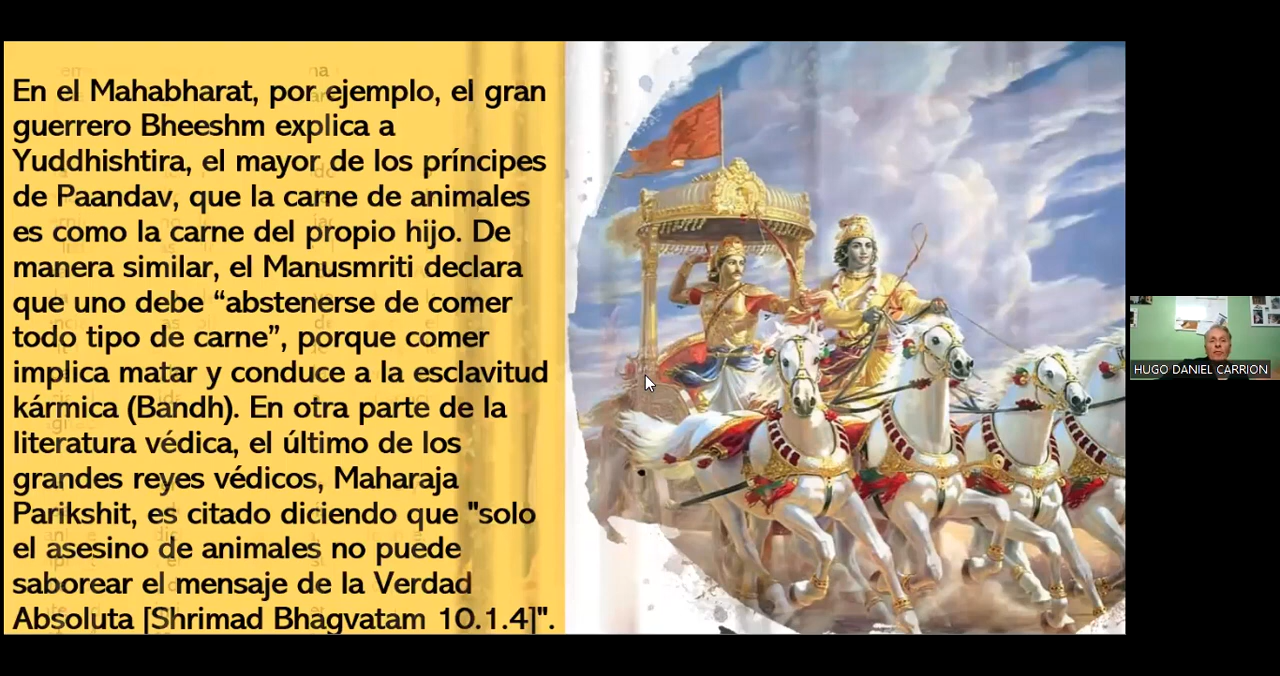 En el Mahabharat, por ejemplo, el gran
guerrero Bheeshm explica a
Yuddhishtira, el mayor de los príncipes
de Paandav, que la carne de animales
es como la carne del propio hijo. De
manera similar, el Manusmriti declara
que uno debe “abstenerse de comer
todo tipo de carne”, porque comer
implica matar y conduce a la esclavitud
kármica (Bandh). En otra parte de la
literatura védica, el último de los
grandes reyes védicos, Maharaja
Parikshit, es citado diciendo que "solo
el asesino de animales no puede
saborear el mensaje de la Verdad
Absoluta [Shrimad Bhagvatam 10.1.4]".
HUGO DANIEL CARRION